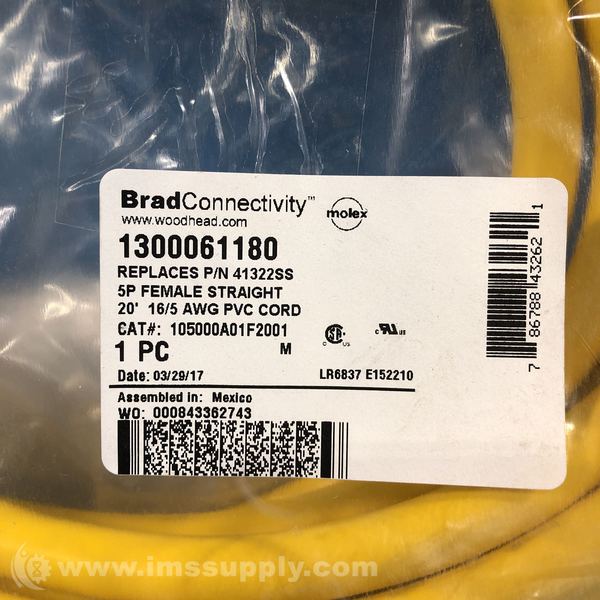 BradConnectivity™
www.woodhead.com
molex
1300061180
REPLACES P/N 41322SS
5P FEMALE STRAIGHT
20' 16/5 AWG PVC CORD
CAT#: 105000A01F2001
1 PC M
Date: 03/29/17
LR6837 E152210
Assembled in: Mexico
WO: 000843362743
7 86788 43262 1
www.imssupply.com